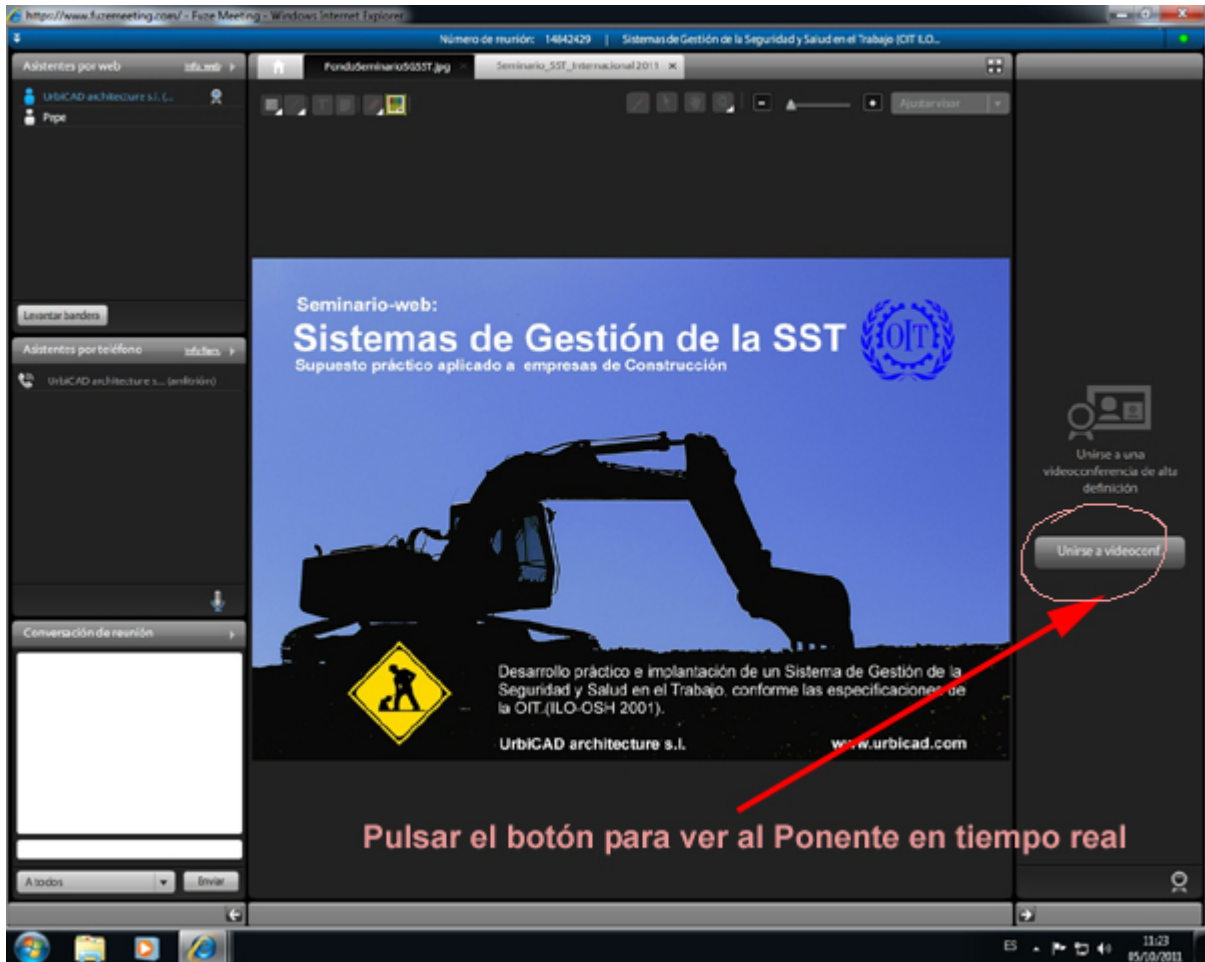 https://www.fuzemeeting.com/ - Fuze Meeting - Windows Internet Explorer
Número de reunión: 14842429 | Sistemas de Gestión de la Seguridad y Salud en el Trabajo (OIT ILO...
Asistentes por web
info.web
FondoSeminarioSGSST.jpg
Seminario_SST_Internacional 2011
UrbiCAD architecture s.l. (...
Pepe
Ajustar visor
Levantar bandera
Asistentes por teléfono
UrbiCAD architecture s... (anfitrión)
Seminario-web:
Sistemas de Gestión de la SST
OIT
Supuesto práctico aplicado a empresas de Construcción
Desarrollo práctico e implantación de un Sistema de Gestión de la
Seguridad y Salud en el Trabajo, conforme las especificaciones de
la OIT.(ILO-OSH 2001).
UrbiCAD architecture s.l. www.urbicad.com
Unirse a una
videoconferencia de alta
definición
Unirse a videoconf.
Pulsar el botón para ver al Ponente en tiempo real
Conversación de reunión
A todos
Enviar
ES
11:23
05/10/2011